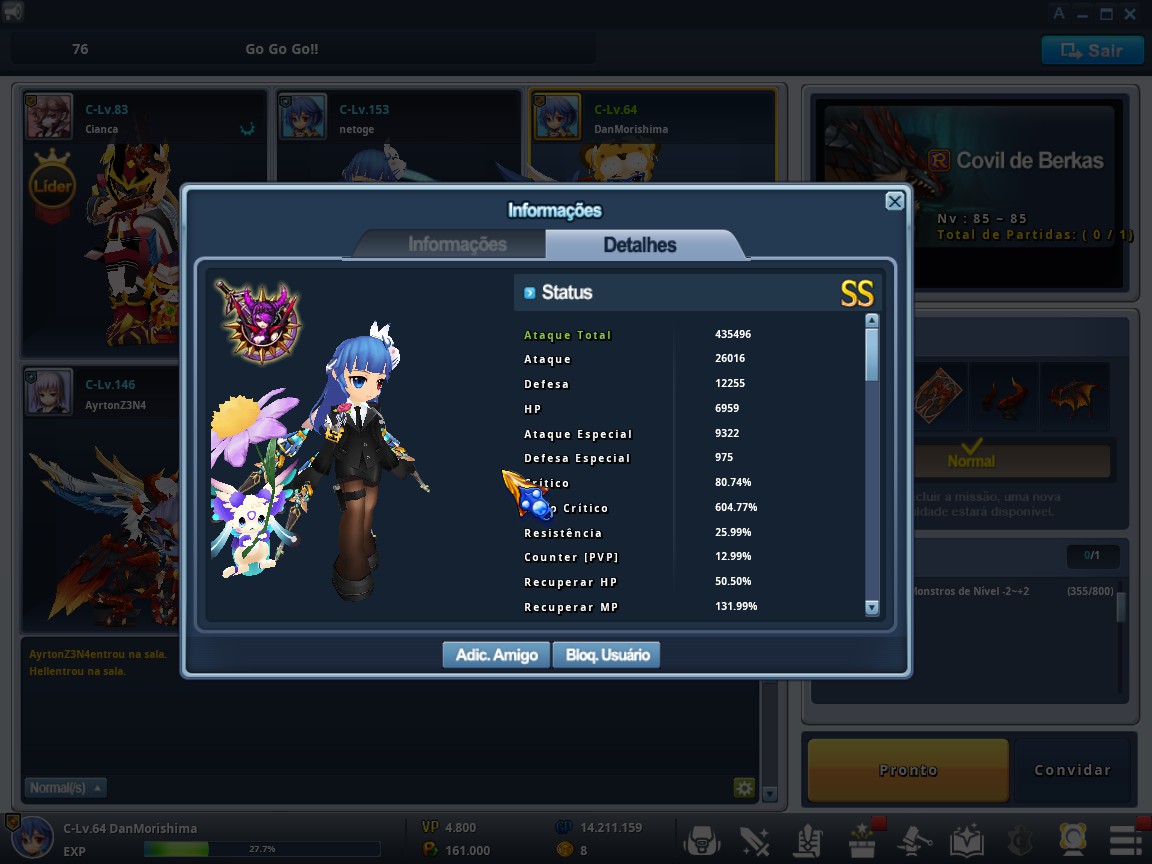 A
76 Go Go Go!!
Sair
C-Lv.83
Cianca
Líder
C-Lv.153
netoge
C-Lv.64
DanMorishima
R Covil de Berkas
Nv : 85 ~ 85
Total de Partidas: ( 0 / 1)
Informações
Informações Detalhes
Status SS
Ataque Total 435496
Ataque 26016
Defesa 12255
HP 6959
Ataque Especial 9322
Defesa Especial 975
Crítico 80.74%
o Crítico 604.77%
Resistência 25.99%
Counter [PVP] 12.99%
Recuperar HP 50.50%
Recuperar MP 131.99%
Adic. Amigo Bloq. Usuário
C-Lv.146
AyrtonZ3N4
Normal
cluir a missão, uma nova
alidade estará disponível.
0/1
Monstros de Nível -2~+2 (355/800)
AyrtonZ3N4entrou na sala.
Hellentrou na sala.
Normal(/s)
Pronto Convidar
C-Lv.64 DanMorishima
EXP 27.7%
VP 4.800
GP 14.211.159
161.000
8